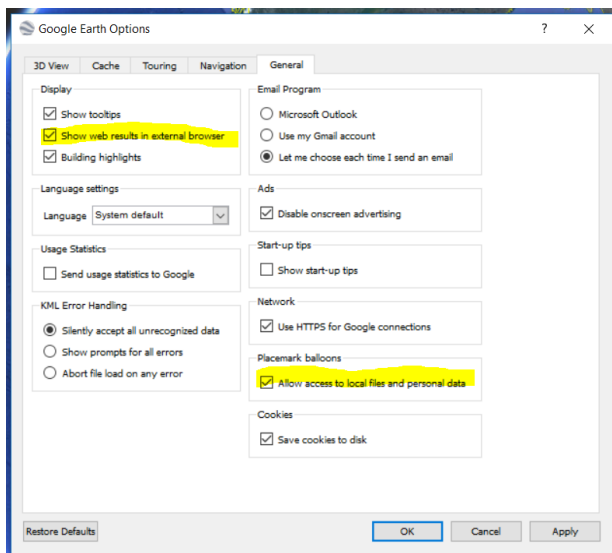 Google Earth Options
?
3D View
Cache
Touring
Navigation
General
Display
Show tooltips
Show web results in external browser
Building highlights
Language settings
Language System default
Usage Statistics
Send usage statistics to Google
KML Error Handling
Silently accept all unrecognized data
Show prompts for all errors
Abort file load on any error
Email Program
Microsoft Outlook
Use my Gmail account
Let me choose each time I send an email
Ads
Disable onscreen advertising
Start-up tips
Show start-up tips
Network
Use HTTPS for Google connections
Placemark balloons
Allow access to local files and personal data
Cookies
Save cookies to disk
Restore Defaults
OK
Cancel
Apply